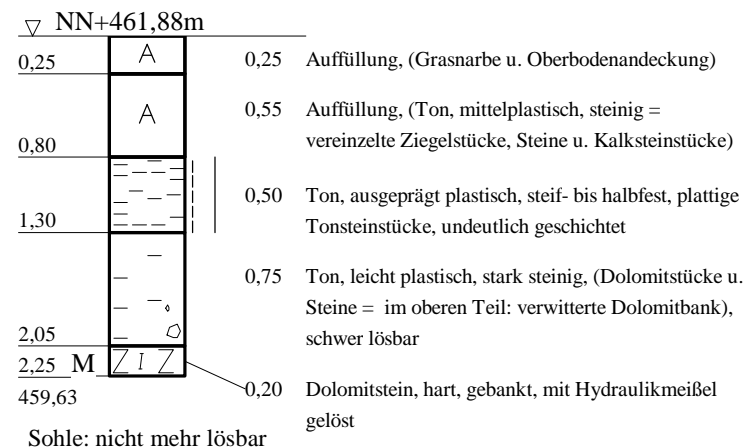 NN+461,88m
A
0,25
0,25 Auffüllung, (Grasnarbe u. Oberbodenandeckung)
A
0,55 Auffüllung, (Ton, mittelplastisch, steinig =
vereinzelte Ziegelstücke, Steine u. Kalksteinstücke)
0,80
0,50 Ton, ausgeprägt plastisch, steif- bis halbfest, plattige
Tonsteinstücke, undeutlich geschichtet
1,30
0,75 Ton, leicht plastisch, stark steinig, (Dolomitstücke u.
Steine = im oberen Teil: verwitterte Dolomitbank),
schwer lösbar
2,05
2,25 M Z I Z
459,63
0,20 Dolomitstein, hart, gebankt, mit Hydraulikmeißel
gelöst
Sohle: nicht mehr lösbar